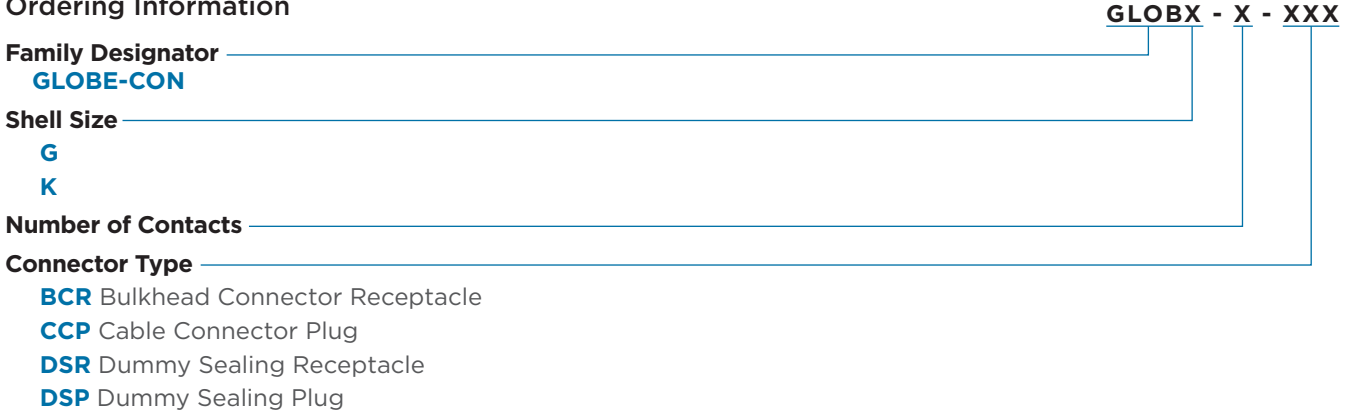 Ordering Information
GLOBX - X - XXX
Family Designator
GLOBE-CON
Shell Size
G
K
Number of Contacts
Connector Type
BCR Bulkhead Connector Receptacle
CCP Cable Connector Plug
DSR Dummy Sealing Receptacle
DSP Dummy Sealing Plug